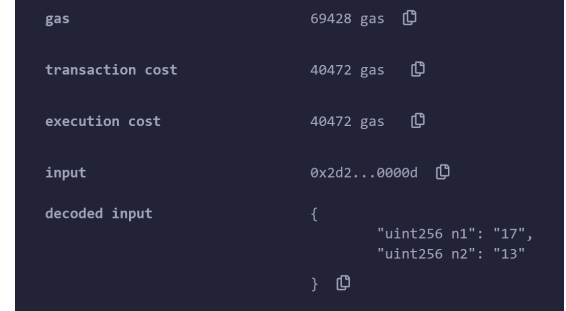 gas 69428 gas
transaction cost 40472 gas
execution cost 40472 gas
input 0x2d2...0000d
decoded input {
"uint256 n1": "17",
"uint256 n2": "13"
}